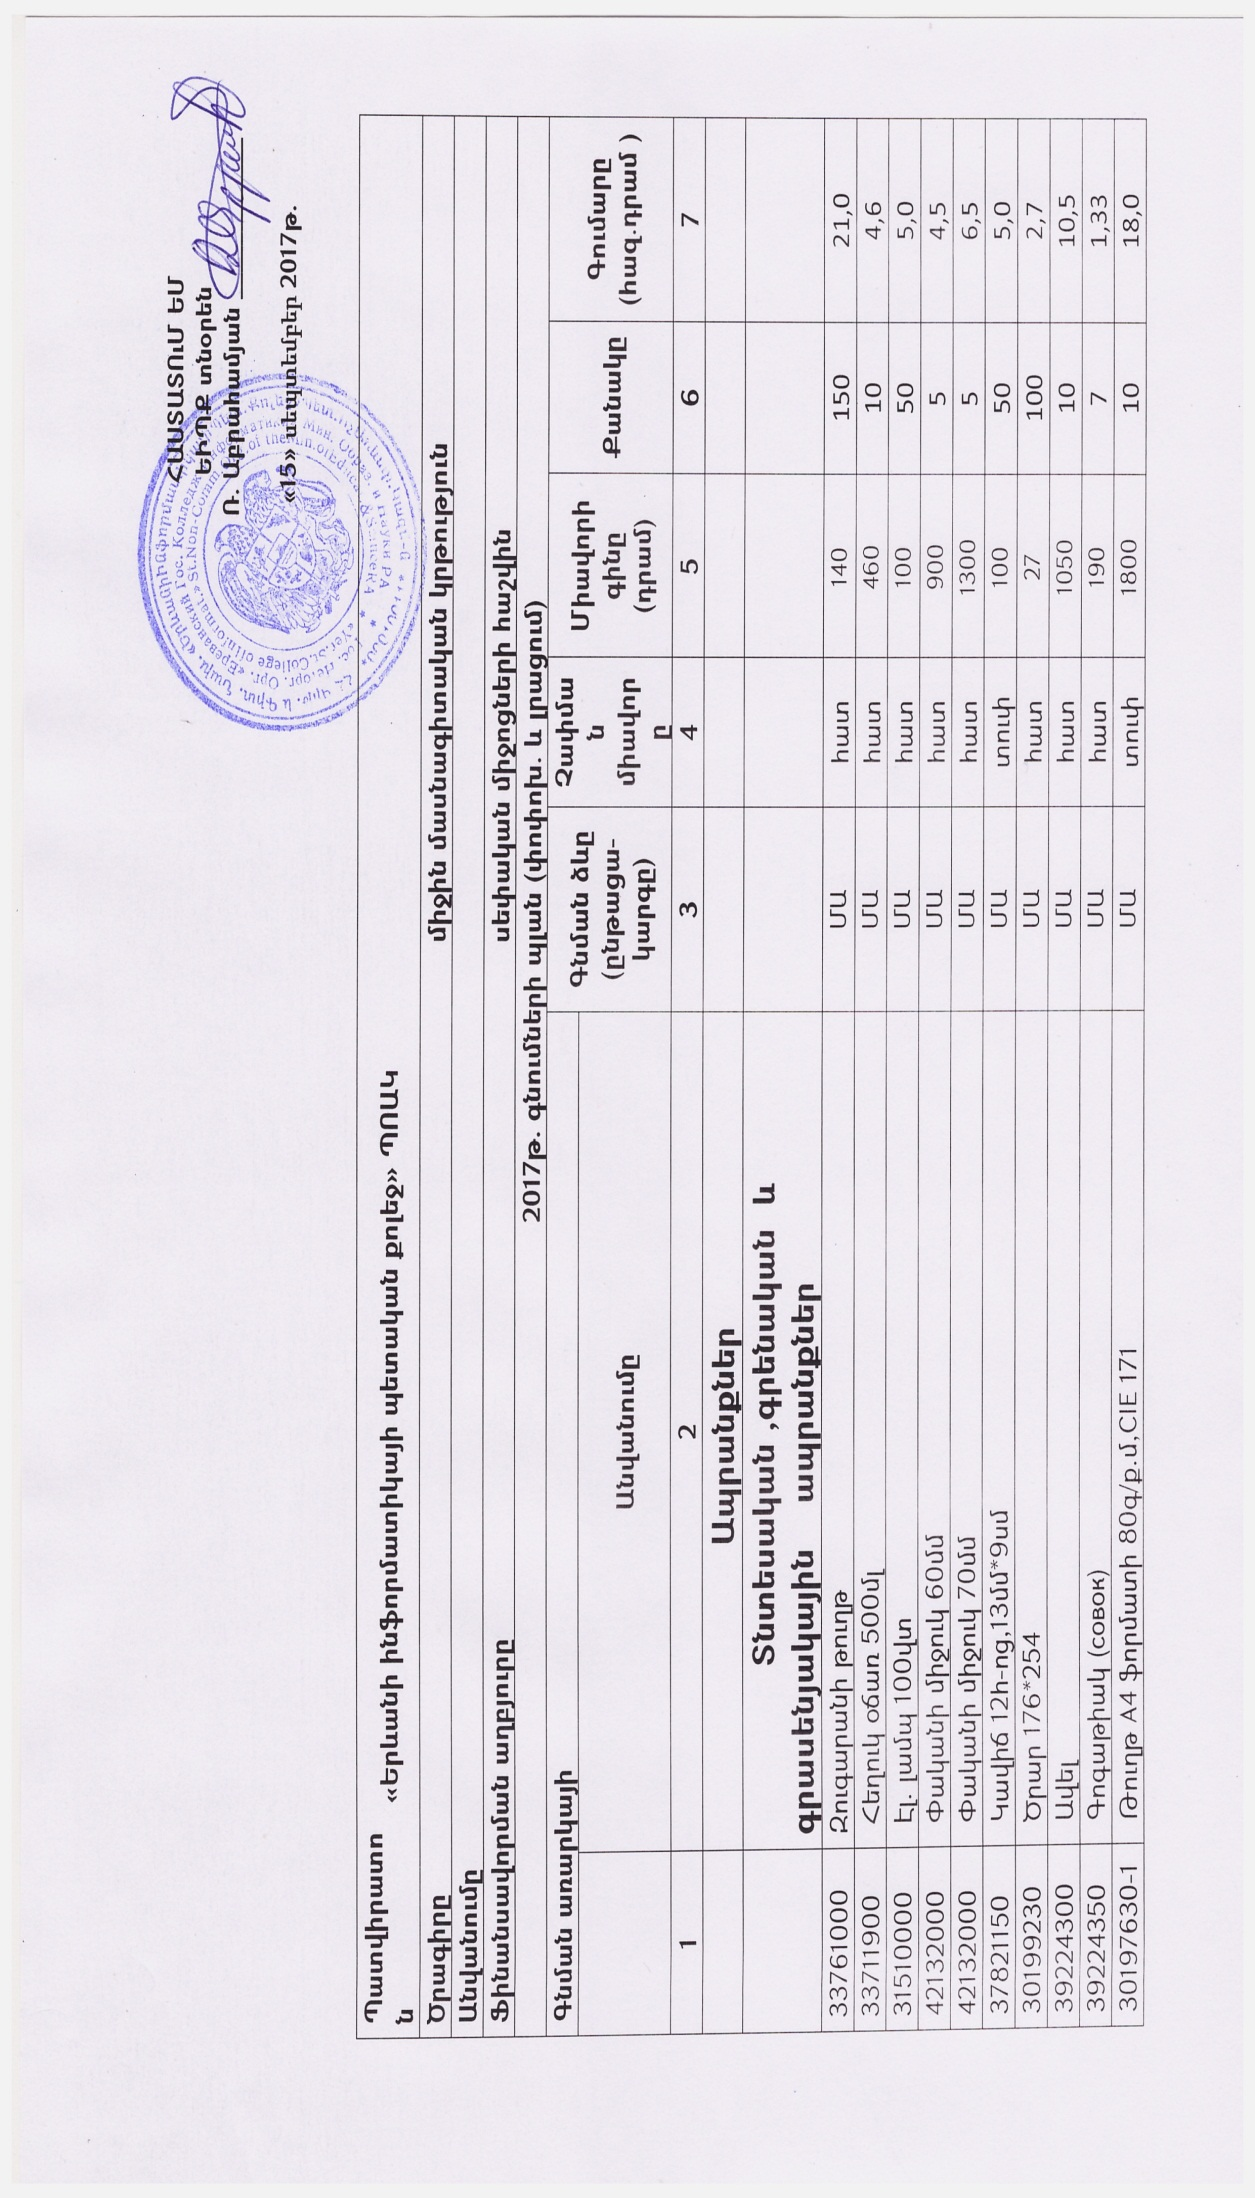 ՀԱՍՏԱՏՈՒՄ ԵՄ
ԵԻՊՔ տնօրեն
Ռ. Աբրահամյան
«15» սեպտեմբեր 2017թ.
Պատվիրատու
ն «Երևանի ինֆորմատիկայի պետական քոլեջ» ՊՈԱԿ
Ծրագիրը միջին մասնագիտական կրթություն
Անվանումը
Ֆինանսավորման աղբյուրը սեփական միջոցների հաշվին
2017թ. գնումների պլան (փոփոխ. և լրացում)
Գնման առարկայի
Անվանումը
Գնման ձևը
(ընթացա-
կարգը)
Չափմա
ն
միավոր
ը
Միավորի
գինը
(դրամ)
Քանակը
Գումարը
(հազ.դրամ )
1 2 3 4 5 6 7
Ապրանքներ
Տնտեսական ,գրենական և
գրասենյակային ապրանքներ
33761000 Զուգարանի թուղթ ՄԱ հատ 140 150 21,0
33711900 Հեղուկ օճառ 500մլ ՄԱ հատ 460 10 4,6
31510000 Էլ. լամպ 100վտ ՄԱ հատ 100 50 5,0
42132000 Փականի միջուկ 60մմ ՄԱ հատ 900 5 4,5
42132000 Փականի միջուկ 70մմ ՄԱ հատ 1300 5 6,5
37821150 Կավիճ 12հ-ոց,13մմ*9սմ ՄԱ տուփ 100 50 5,0
30199230 Ծրար 176*254 ՄԱ հատ 27 100 2,7
39224300 Ավել ՄԱ հատ 1050 10 10,5
39224350 Գոգաթիակ (совок) ՄԱ հատ 190 7 1,33
30197630-1 Թուղթ A4 ֆորմատի 80գ/ք.մ,CIE 171 ՄԱ տուփ 1800 10 18,0